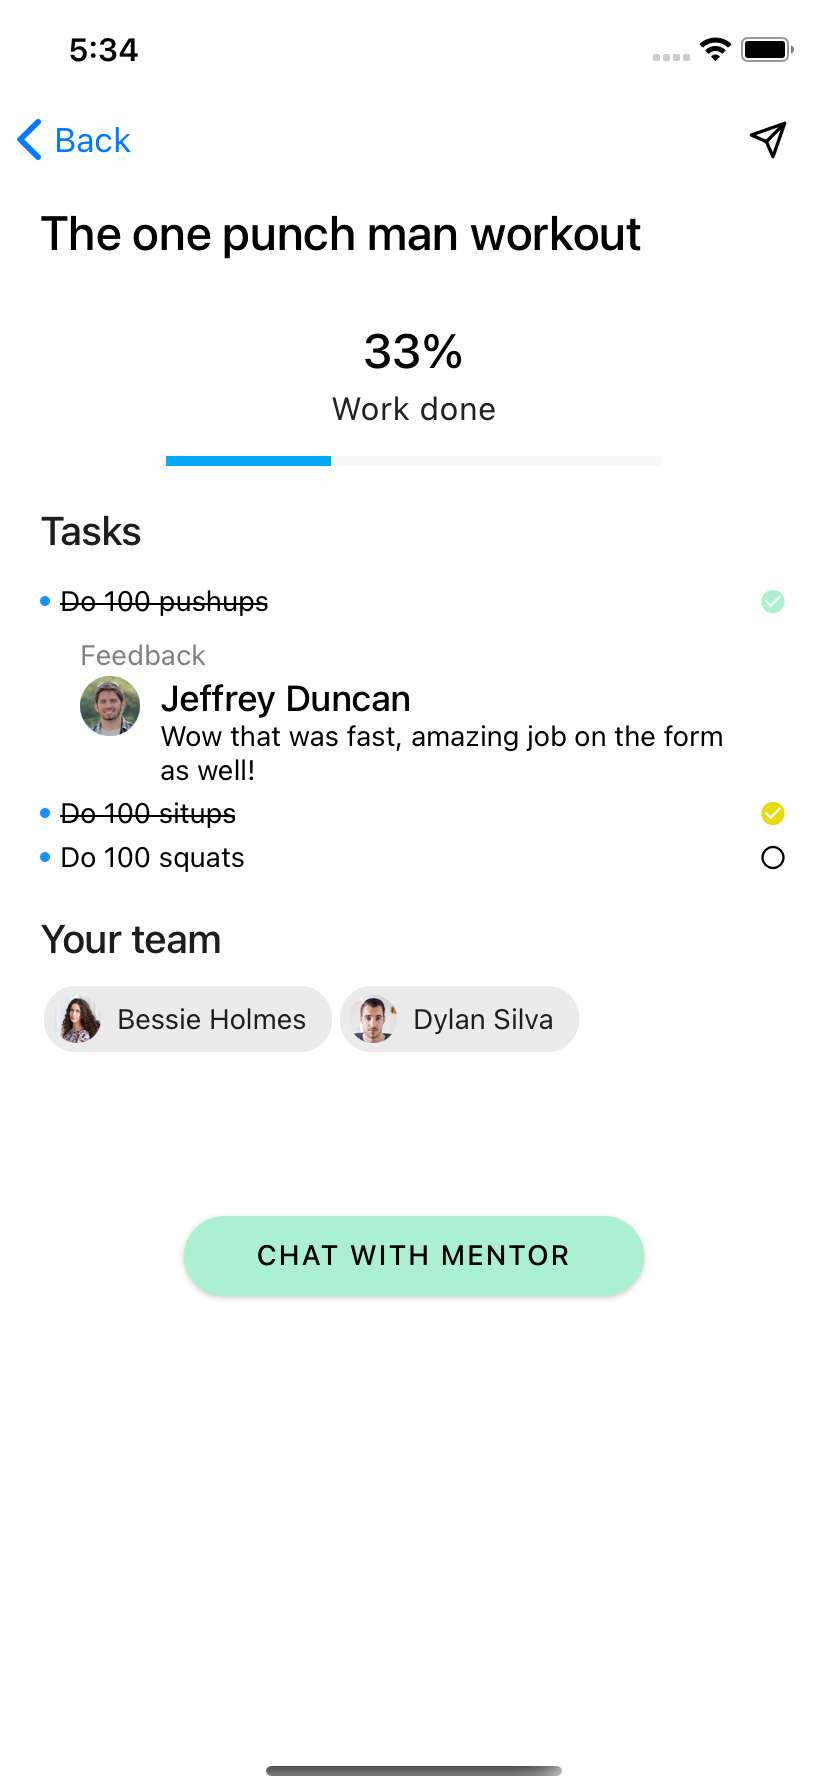 5:34
Back
The one punch man workout
33%
Work done
Tasks
Do 100 pushups
Feedback
Jeffrey Duncan
Wow that was fast, amazing job on the form
as well!
Do 100 situps
Do 100 squats
Your team
Bessie Holmes
Dylan Silva
CHAT WITH MENTOR